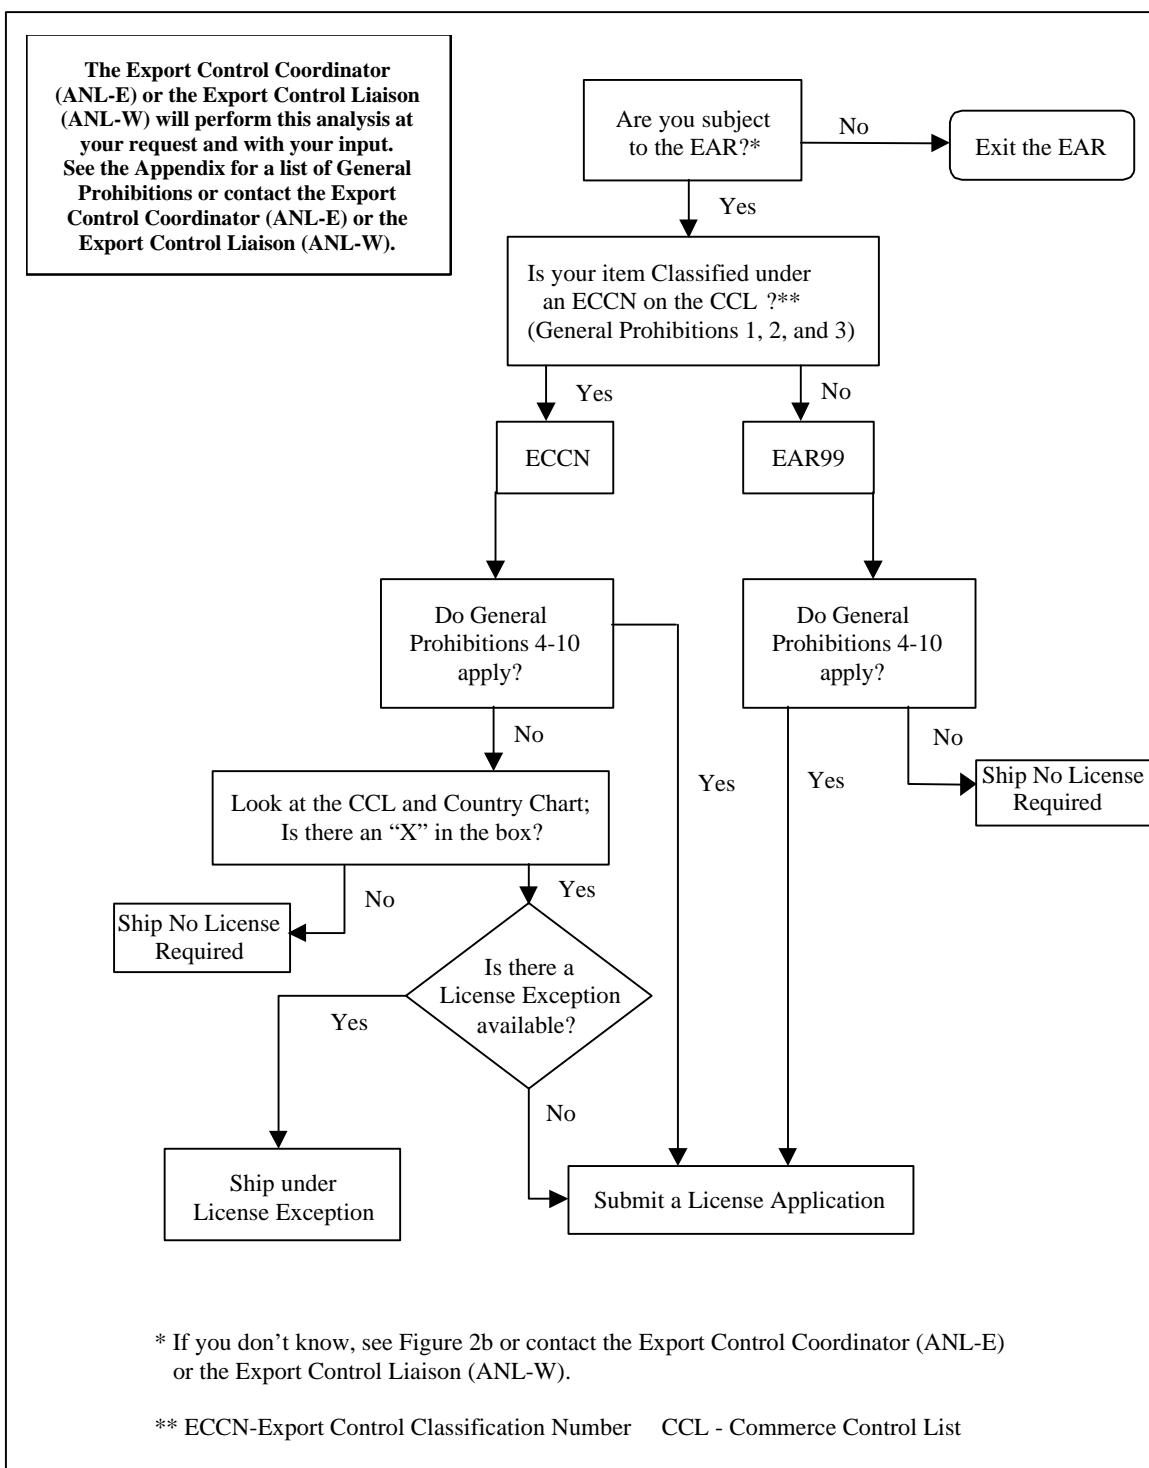 The Export Control Coordinator
(ANL-E) or the Export Control Liaison
(ANL-W) will perform this analysis at
your request and with your input.
See the Appendix for a list of General
Prohibitions or contact the Export
Control Coordinator (ANL-E) or the
Export Control Liaison (ANL-W).
Are you subject
to the EAR?*
No
Exit the EAR
Yes
Is your item Classified under
an ECCN on the CCL ?**
(General Prohibitions 1, 2, and 3)
Yes
No
ECCN
EAR99
Do General
Prohibitions 4-10
apply?
Do General
Prohibitions 4-10
apply?
No
No
Yes
Yes
Ship No License
Required
Look at the CCL and Country Chart;
Is there an “X” in the box?
No
Yes
Ship No License
Required
Is there a
License Exception
available?
Yes
No
Ship under
License Exception
Submit a License Application
* If you don’t know, see Figure 2b or contact the Export Control Coordinator (ANL-E)
or the Export Control Liaison (ANL-W).
** ECCN-Export Control Classification Number CCL - Commerce Control List